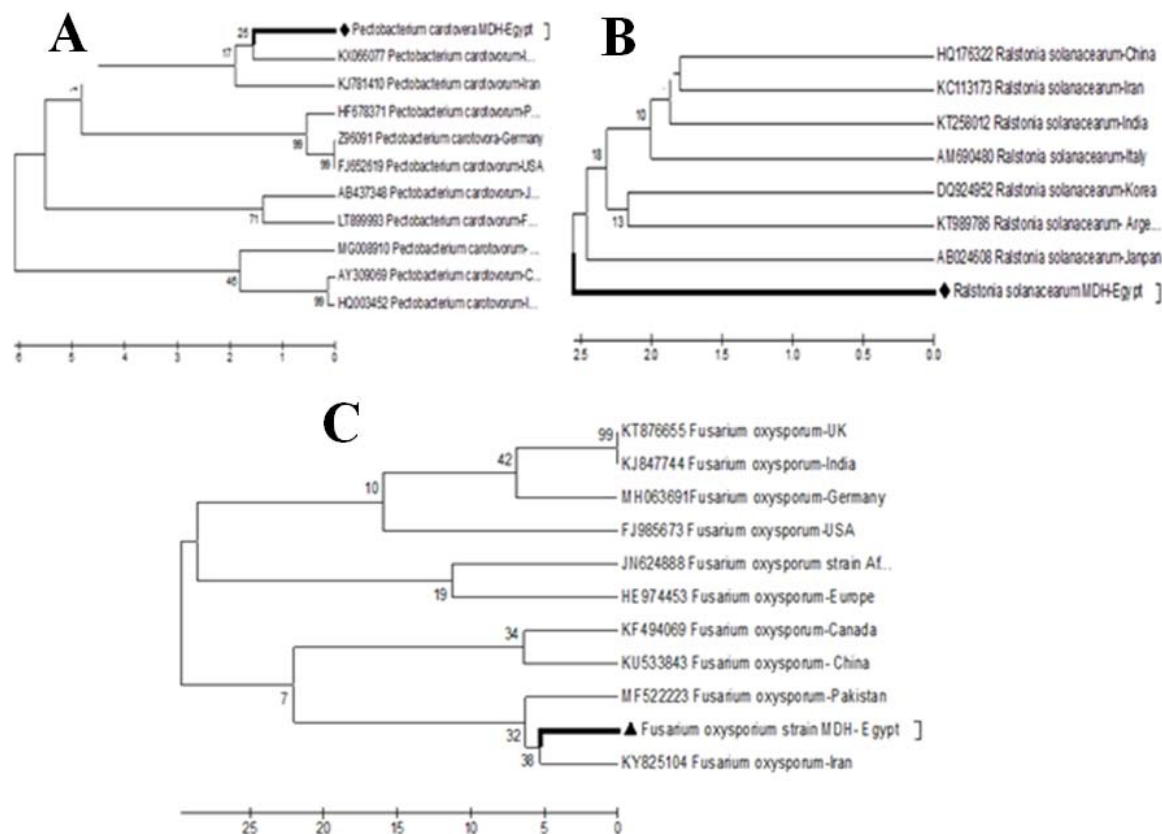 A
25
Pectobacterium carotovera MDH-Egypt
17
KX066077 Pectobacterium carotovorum-I...
KJ781410 Pectobacterium carotovorum-Iran
HF678371 Pectobacterium carotovorum-P...
99
Z96091 Pectobacterium carotovora-Germany
99
FJ652619 Pectobacterium carotovorum-USA
AB437348 Pectobacterium carotovorum-J...
71
LT899993 Pectobacterium carotovorum-F...
MG008910 Pectobacterium carotovorum-...
46
AY309069 Pectobacterium carotovorum-C...
99
HQ003452 Pectobacterium carotovorum-I...
6 5 4 3 2 1 0
B
HQ176322 Ralstonia solanacearum-China
KC113173 Ralstonia solanacearum-Iran
10
KT258012 Ralstonia solanacearum-India
18
AM690480 Ralstonia solanacearum-Italy
DQ924952 Ralstonia solanacearum-Korea
13
KT989786 Ralstonia solanacearum- Arge...
AB024608 Ralstonia solanacearum-Janpan
Ralstonia solanacearum MDH-Egypt
2.5 2.0 1.5 1.0 0.5 0.0
C
99
KT876655 Fusarium oxysporum-UK
42
KJ847744 Fusarium oxysporum-India
10
MH063691Fusarium oxysporum-Germany
FJ985673 Fusarium oxysporum-USA
JN624888 Fusarium oxysporum strain Af...
19
HE974453 Fusarium oxysporum-Europe
34
KF494069 Fusarium oxysporum-Canada
KU533843 Fusarium oxysporum- China
7
MF522223 Fusarium oxysporum-Pakistan
32
Fusarium oxysporium strain MDH- Egypt
38
KY825104 Fusarium oxysporum-Iran
25 20 15 10 5 0